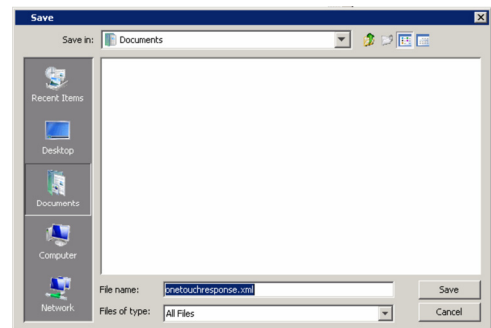 Save
Save in: Documents
Recent Items
Desktop
Documents
Computer
Network
File name: onetouchresponse.xml Save
Files of type: All Files Cancel